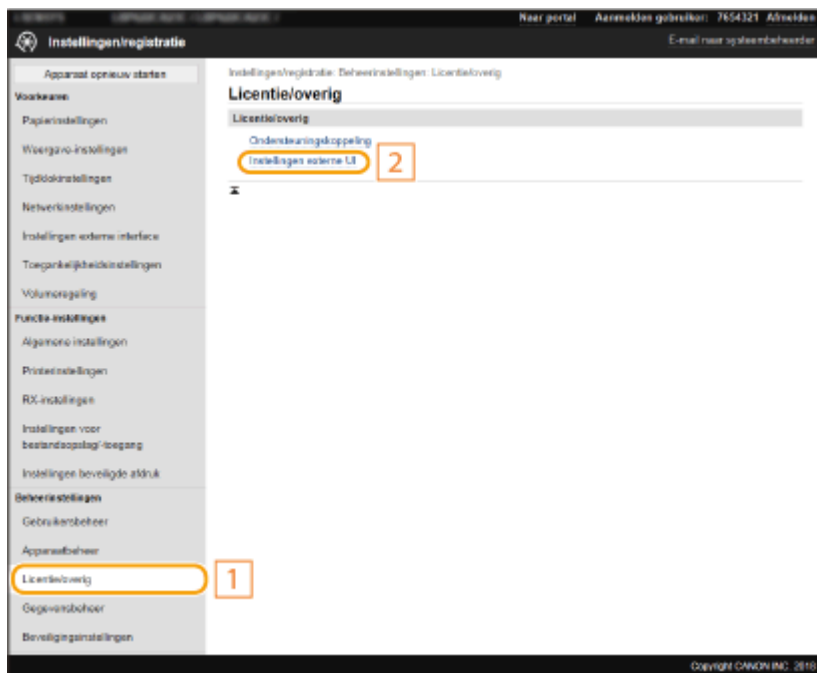 Naar portal Aanmelden gebruiker: 7654321 Afmelden
Instellingen/registratie
E-mail naar systeembeheerder
Apparaat opnieuw starten
Voorkeuren
Papierinstellingen
Weergave-instellingen
Tijdklokinstellingen
Netwerkinstellingen
Instellingen externe interface
Toegankelijkheidsinstellingen
Volumeregeling
Functie-instellingen
Algemene instellingen
Printerinstellingen
RX-instellingen
Instellingen voor
bestandsopslag/-toegang
Instellingen beveiligde afdruk
Beheerinstellingen
Gebruikersbeheer
Apparaatbeheer
Licentie/overig
1
Gegevensbeheer
Beveiligingsinstellingen
Instellingen/registratie: Beheerinstellingen: Licentie/overig
Licentie/overig
Licentie/overig
Ondersteuningskoppeling
Instellingen externe UI
2
Copyright CANON INC. 2018